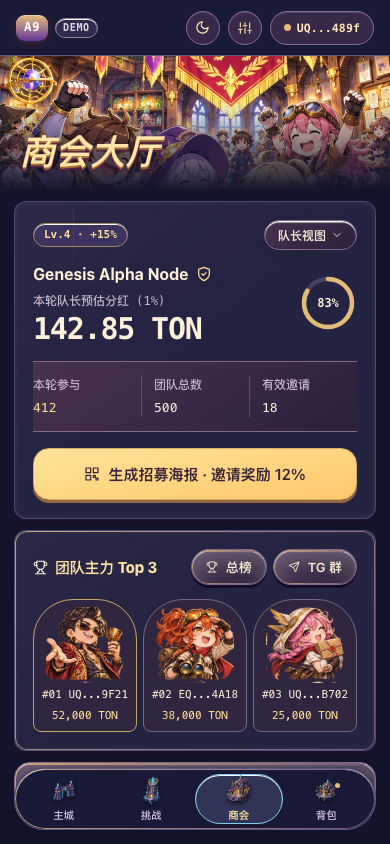 A9 DEMO UQ...489f
商会大厅
Lv.4 · +15% 队长视图
Genesis Alpha Node
本轮队长预估分红 (1%)
142.85 TON
83%
本轮参与 团队总数 有效邀请
412 500 18
生成招募海报 · 邀请奖励 12%
团队主力 Top 3 总榜 TG 群
#01 UQ...9F21 #02 EQ...4A18 #03 UQ...B702
52,000 TON 38,000 TON 25,000 TON
主城 挑战 商会 背包